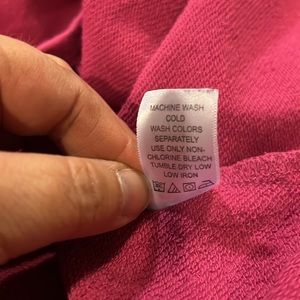 MACHINE WASH
COLD
WASH COLORS
SEPARATELY
USE ONLY NON-
CHLORINE BLEACH
TUMBLE DRY LOW
LOW IRON